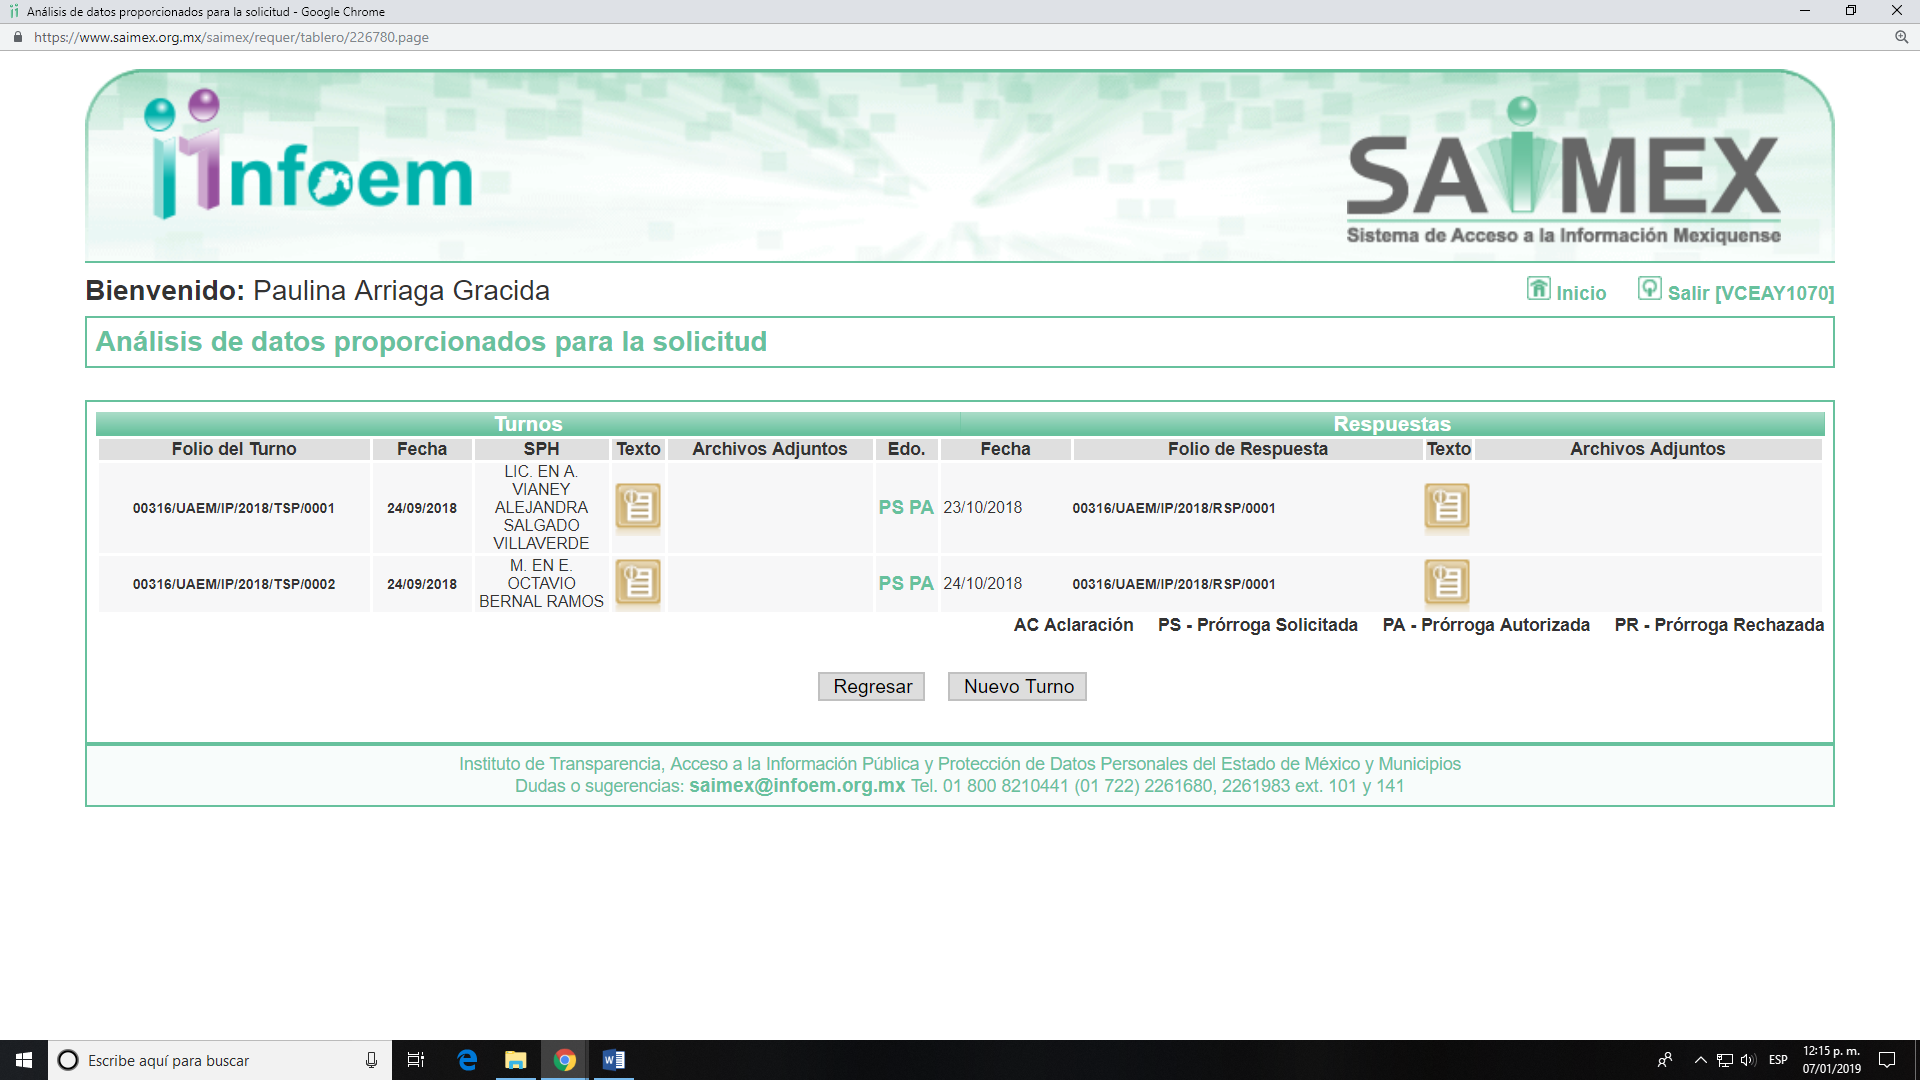 Análisis de datos proporcionados para la solicitud - Google Chrome
https://www.saimex.org.mx/saimex/requer/tablero/226780.page
infoem
SAIMEX
Sistema de Acceso a la Información Mexiquense
Bienvenido: Paulina Arriaga Gracida
Inicio Salir [VCEAY1070]
Análisis de datos proporcionados para la solicitud
Turnos Respuestas
Folio del Turno Fecha SPH Texto Archivos Adjuntos Edo. Fecha Folio de Respuesta Texto Archivos Adjuntos
LIC. EN A.
VIANEY
ALEJANDRA
SALGADO
VILLAVERDE
00316/UAEM/IP/2018/TSP/0001 24/09/2018 PS PA 23/10/2018 00316/UAEM/IP/2018/RSP/0001
M. EN E.
OCTAVIO
BERNAL RAMOS
00316/UAEM/IP/2018/TSP/0002 24/09/2018 PS PA 24/10/2018 00316/UAEM/IP/2018/RSP/0001
AC Aclaración PS - Prórroga Solicitada PA - Prórroga Autorizada PR - Prórroga Rechazada
Regresar Nuevo Turno
Instituto de Transparencia, Acceso a la Información Pública y Protección de Datos Personales del Estado de México y Municipios
Dudas o sugerencias: saimex@infoem.org.mx Tel. 01 800 8210441 (01 722) 2261680, 2261983 ext. 101 y 141
Escribe aquí para buscar
ESP
12:15 p. m.
07/01/2019